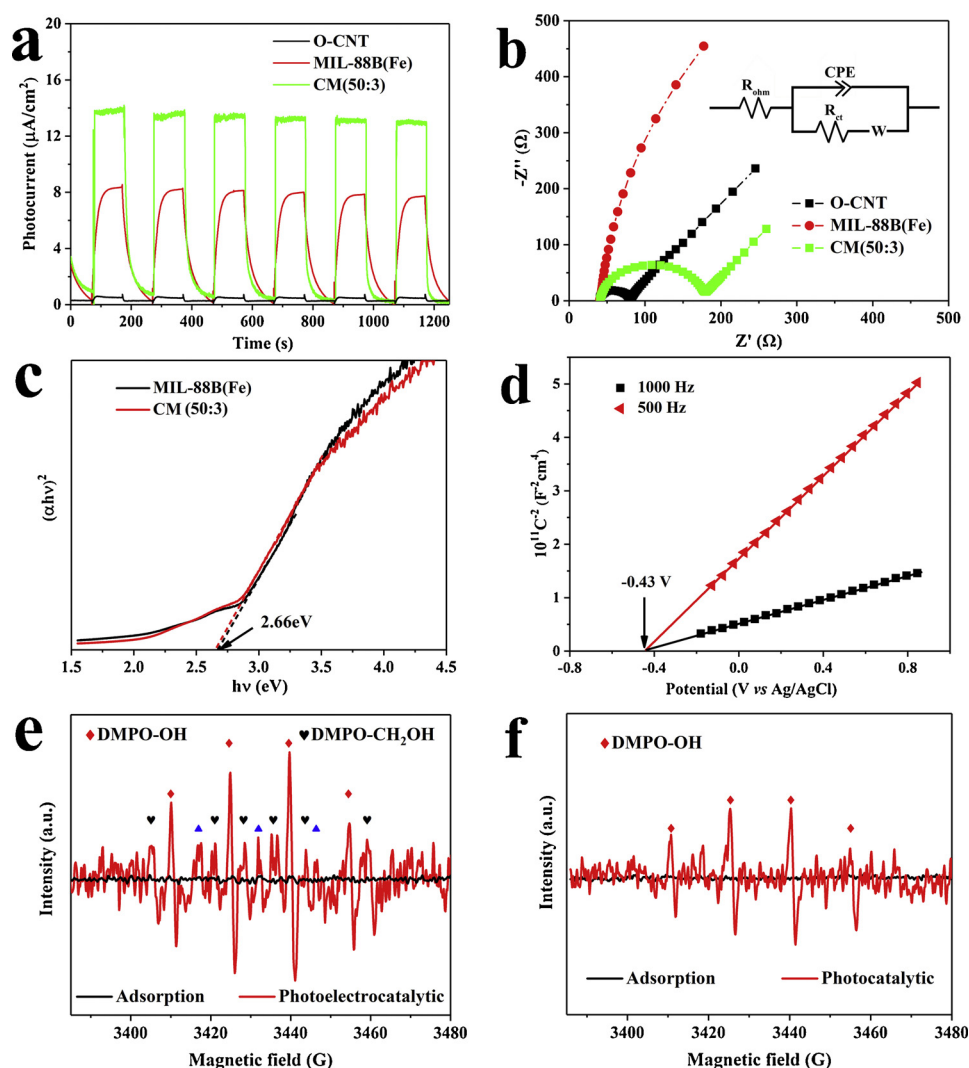 a
O-CNT
MIL-88B(Fe)
CM(50:3)
Photocurrent (μA/cm²)
20
16
12
8
4
0
0 200 400 600 800 1000 1200
Time (s)
b
R_ohm
CPE
R_ct
W
O-CNT
MIL-88B(Fe)
CM(50:3)
-Z'' (Ω)
500
450
400
350
300
250
200
150
100
50
0
0 100 200 300 400 500
Z' (Ω)
c
MIL-88B(Fe)
CM (50:3)
(αhν)²
2.66eV
1.5 2.0 2.5 3.0 3.5 4.0 4.5
hν (eV)
d
1000 Hz
500 Hz
10¹¹C⁻² (F⁻²cm⁴)
5
4
3
2
1
0
-0.43 V
-0.8 -0.4 0.0 0.4 0.8
Potential (V vs Ag/AgCl)
e
DMPO-OH
DMPO-CH₂OH
Intensity (a.u.)
Adsorption
Photoelectrocatalytic
3400 3420 3440 3460 3480
Magnetic field (G)
f
DMPO-OH
Intensity (a.u.)
Adsorption
Photocatalytic
3400 3420 3440 3460 3480
Magnetic field (G)